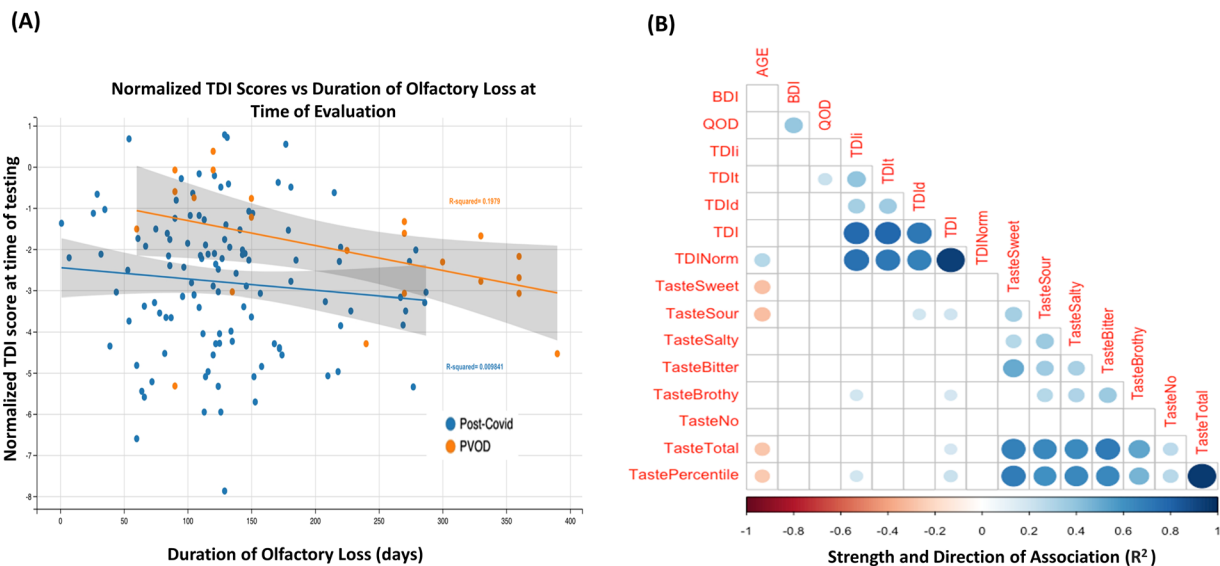 (A)
Normalized TDI Scores vs Duration of Olfactory Loss at
Time of Evaluation
Normalized TDI score at time of testing
1
0
-1
-2
-3
-4
-5
-6
-7
-8
R-squared= 0.1979
R-squared= 0.009841
Post-Covid
PVOD
0
50
100
150
200
250
300
350
400
Duration of Olfactory Loss (days)
(B)
AGE
BDI
QOD
TDIi
TDIt
TDId
TDI
TDINorm
TasteSweet
TasteSour
TasteSalty
TasteBitter
TasteBrothy
TasteNo
TasteTotal
BDI
QOD
TDIi
TDIt
TDId
TDI
TDINorm
TasteSweet
TasteSour
TasteSalty
TasteBitter
TasteBrothy
TasteNo
TasteTotal
TastePercentile
-1 -0.8 -0.6 -0.4 -0.2 0 0.2 0.4 0.6 0.8 1
Strength and Direction of Association (R²)